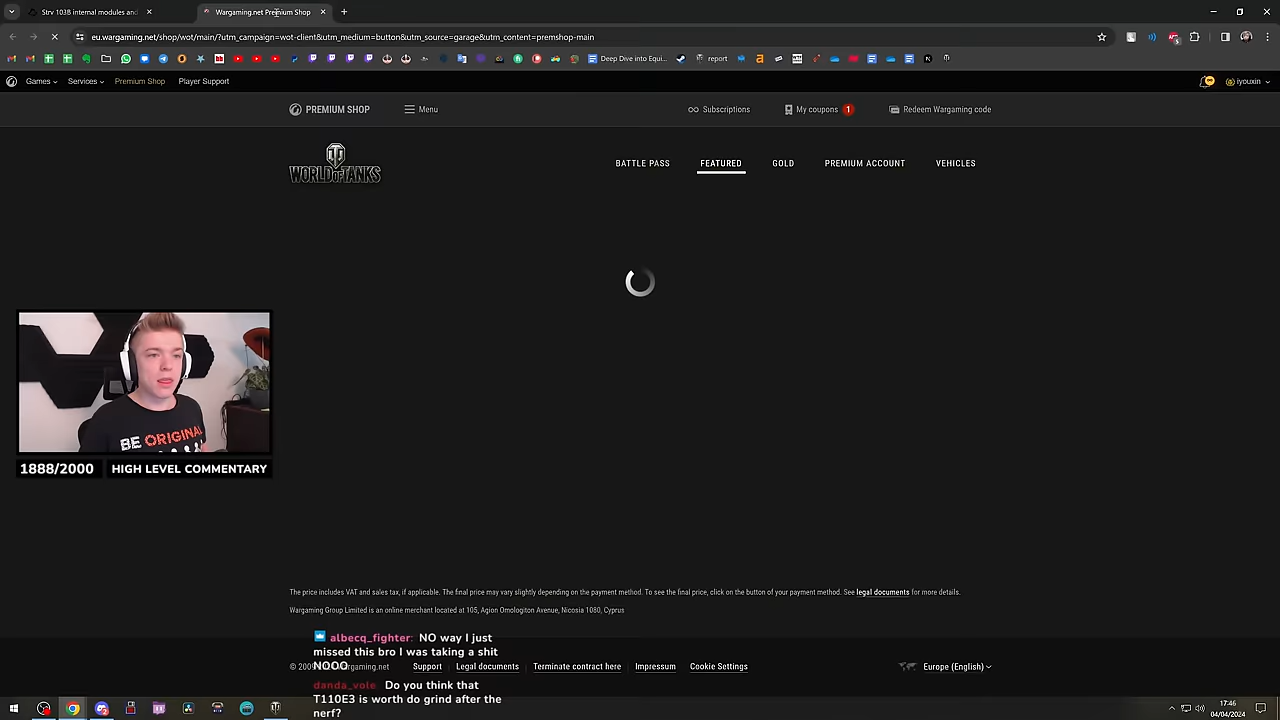 Strv 103B internal modules and
Wargaming.net Premium Shop
eu.wargaming.net/shop/wot/main/?utm_campaign=wot-client&utm_medium=button&utm_source=garage&utm_content=premshop-main
Deep Dive into Equi...
report
Games
Services
Premium Shop
Player Support
iyouxin
PREMIUM SHOP
Menu
Subscriptions
My coupons 1
Redeem Wargaming code
WORLD OF TANKS
BATTLE PASS
FEATURED
GOLD
PREMIUM ACCOUNT
VEHICLES
BE ORIGINAL
1888/2000
HIGH LEVEL COMMENTARY
The price includes VAT and sales tax, if applicable. The final price may vary slightly depending on the payment method. To see the final price, click on the button of your payment method. See legal documents for more details.
Wargaming Group Limited is an online merchant located at 105, Agion Omologiton Avenue, Nicosia 1080, Cyprus
albecq_fighter: NO way I just
missed this bro I was taking a shit
NOOO
Support
Legal documents
Terminate contract here
Impressum
Cookie Settings
Europe (English)
danda_vole: Do you think that
T110E3 is worth do grind after the
nerf?
17:46
04/04/2024